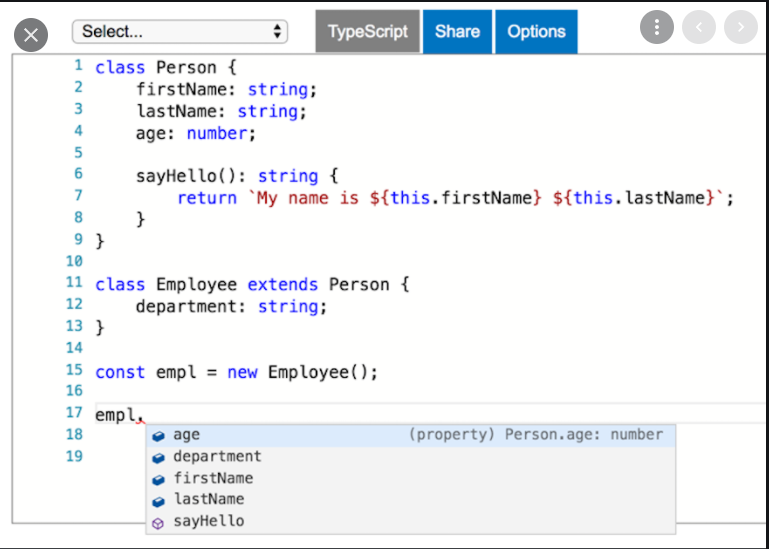 Select... TypeScript Share Options
1 class Person {
2     firstName: string;
3     lastName: string;
4     age: number;
5
6     sayHello(): string {
7         return `My name is ${this.firstName} ${this.lastName}`;
8     }
9 }
10
11 class Employee extends Person {
12     department: string;
13 }
14
15 const empl = new Employee();
16
17 empl.
18 age (property) Person.age: number
19 department
firstName
lastName
sayHello